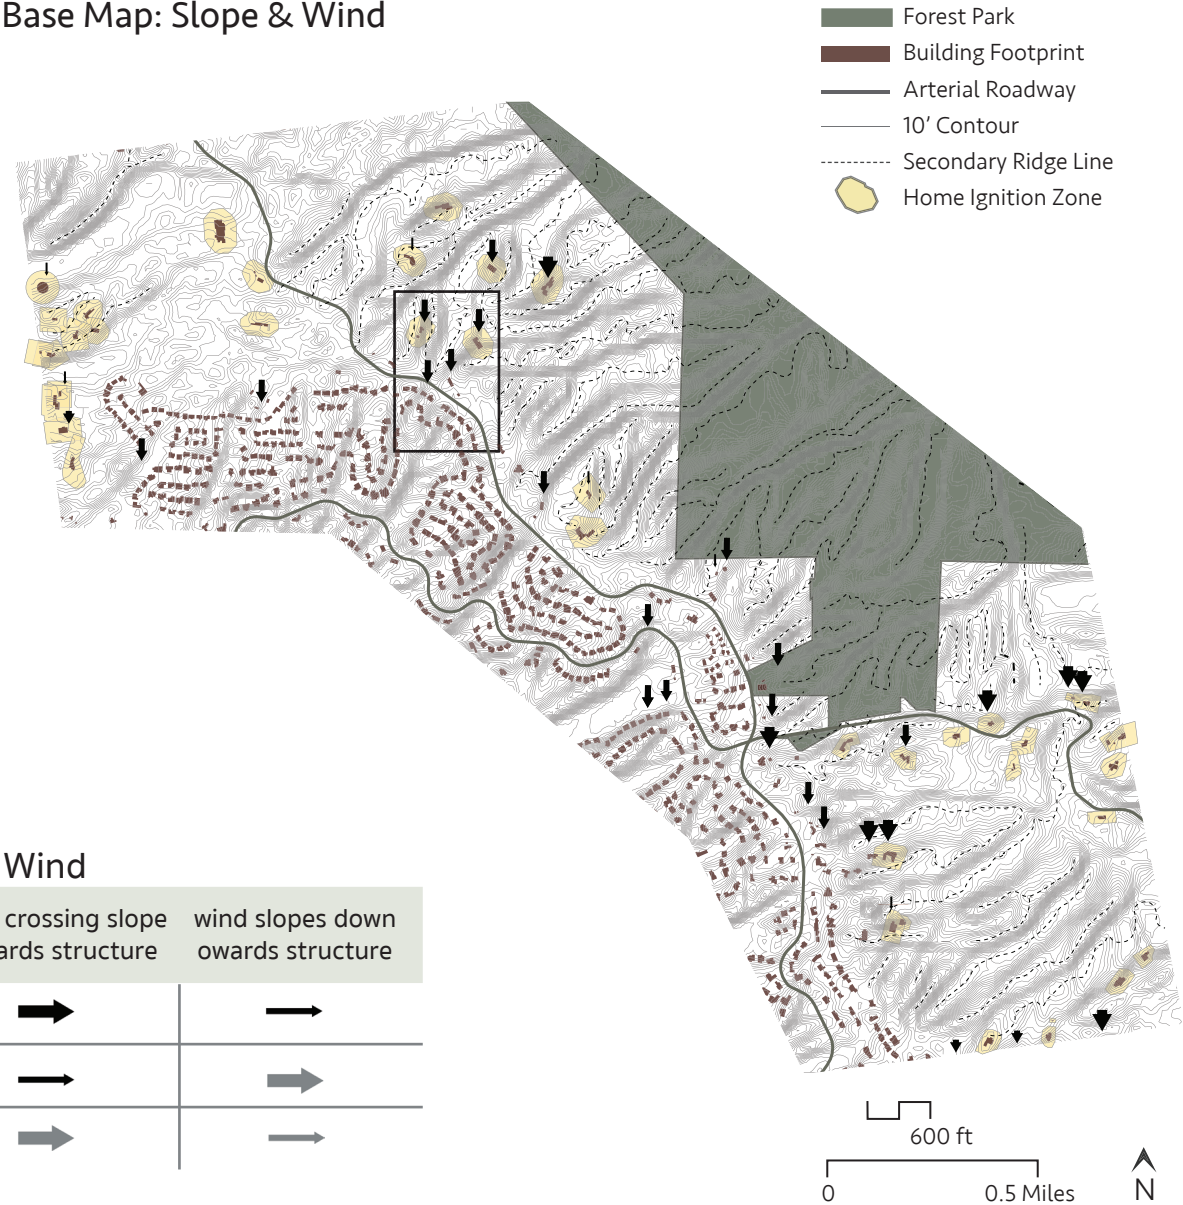 Base Map: Slope & Wind
Forest Park
Building Footprint
Arterial Roadway
10' Contour
Secondary Ridge Line
Home Ignition Zone
Wind
crossing slope
ards structure
wind slopes down
owards structure
600 ft
0
0.5 Miles
N